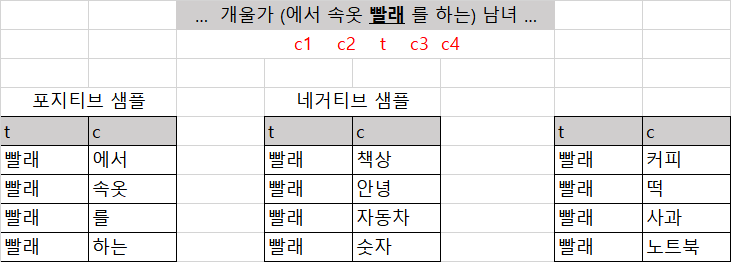 ... 개울가 (에서 속옷 빨래 를 하는) 남녀 ...
c1 c2 t c3 c4
포지티브 샘플 네거티브 샘플
t c t c t c
빨래 에서 빨래 책상 빨래 커피
빨래 속옷 빨래 안녕 빨래 떡
빨래 를 빨래 자동차 빨래 사과
빨래 하는 빨래 숫자 빨래 노트북